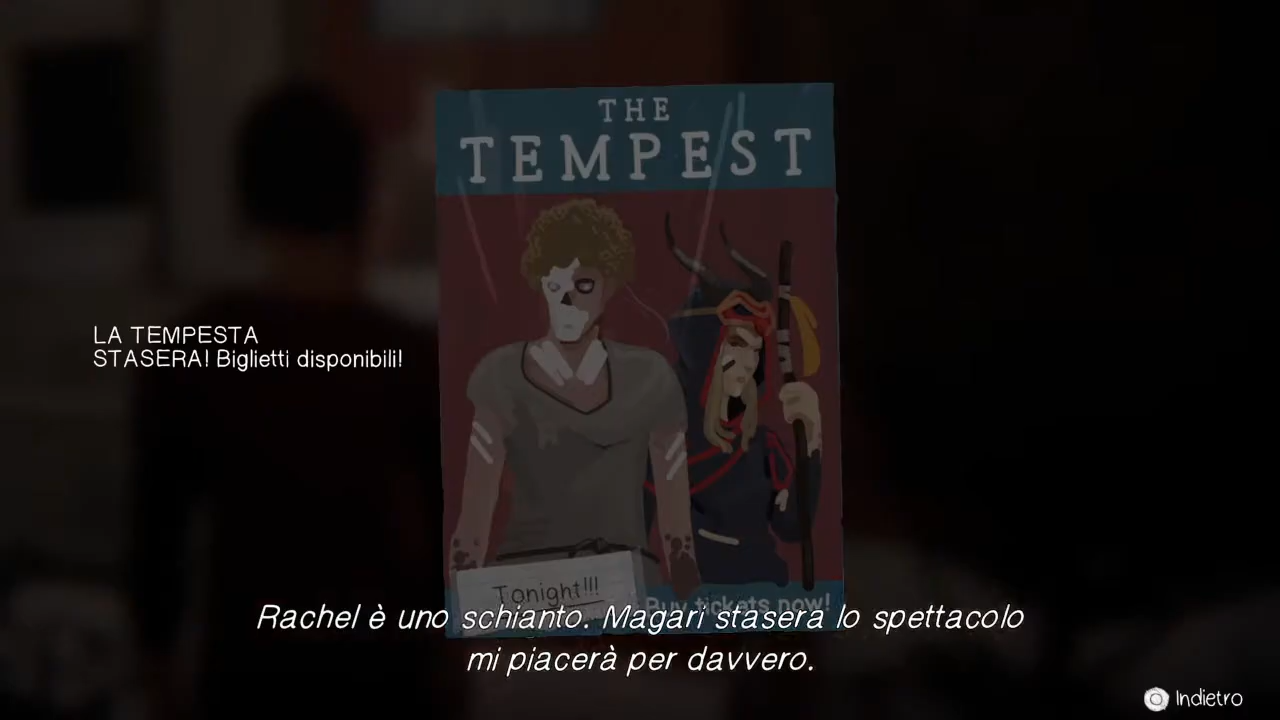 THE
TEMPEST
LA TEMPESTA
STASERA! Biglietti disponibili!
Tonight!!!
Buy tickets now!
Rachel è uno schianto. Magari stasera lo spettacolo
mi piacerà per davvero.
Indietro